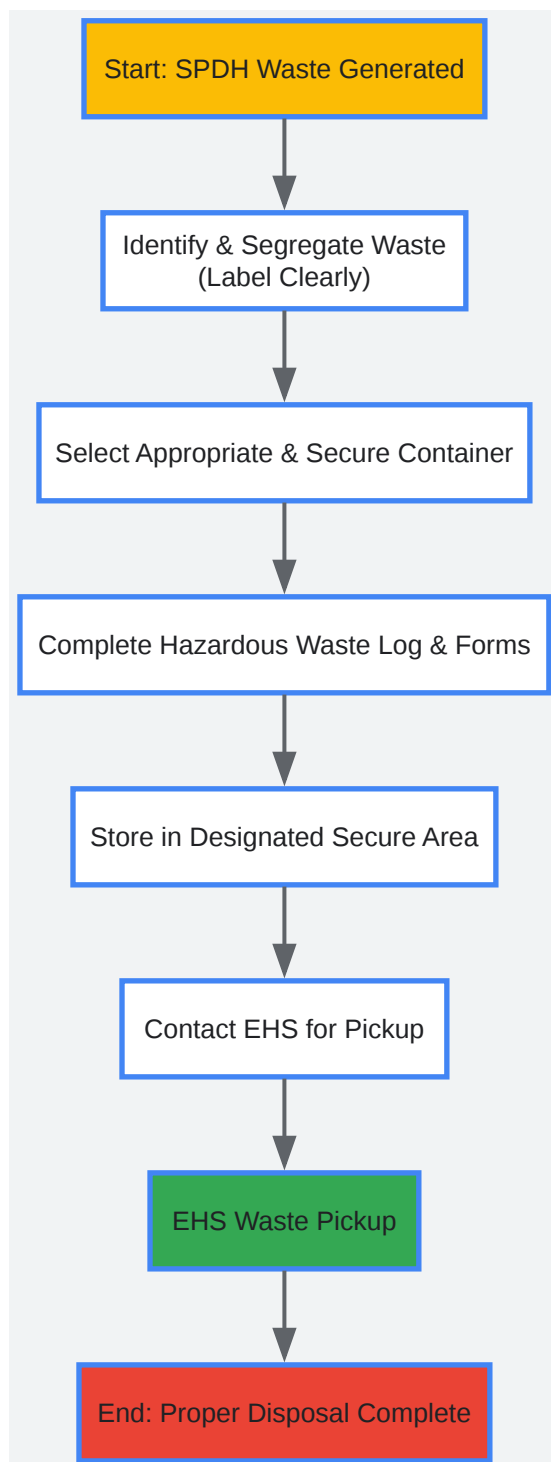 Start: SPDH Waste Generated
Identify & Segregate Waste
(Label Clearly)
Select Appropriate & Secure Container
Complete Hazardous Waste Log & Forms
Store in Designated Secure Area
Contact EHS for Pickup
EHS Waste Pickup
End: Proper Disposal Complete